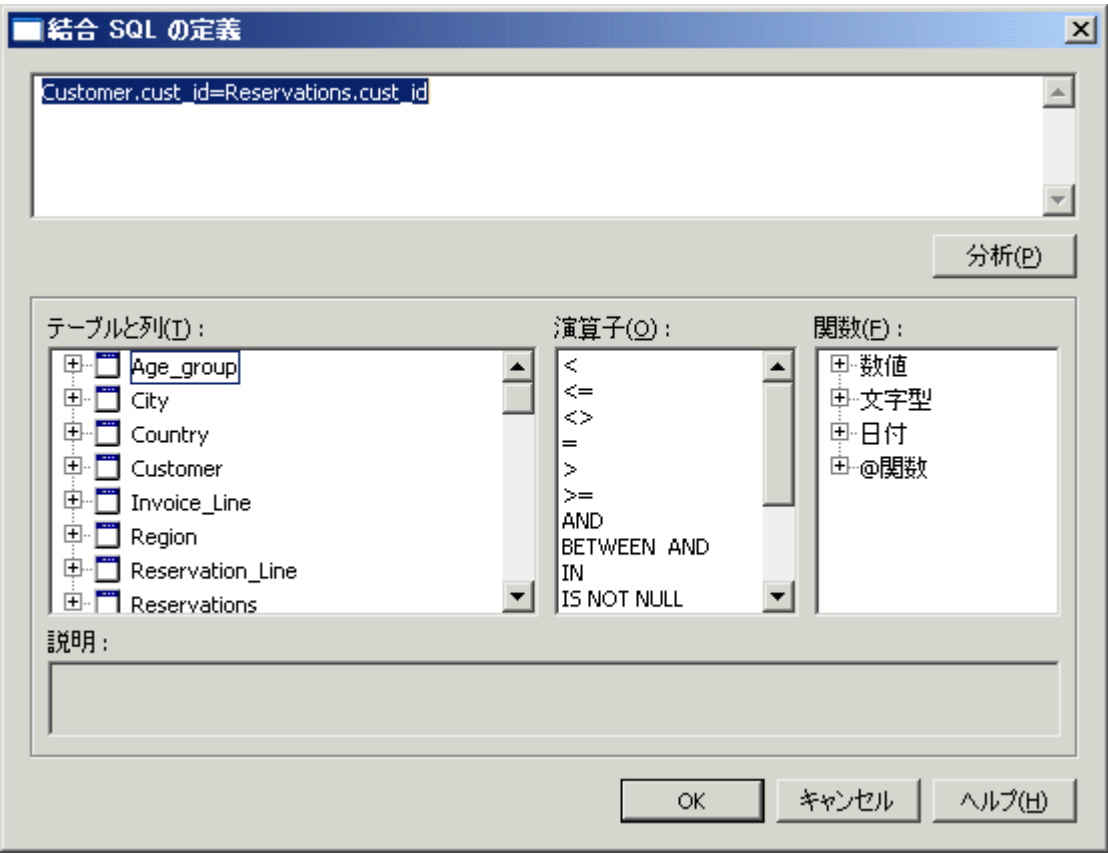 結合 SQL の定義
Customer.cust_id=Reservations.cust_id
分析(P)
テーブルと列(T) :
Age_group
City
Country
Customer
Invoice_Line
Region
Reservation_Line
Reservations
演算子(O) :
<
<=
<>
=
>
>=
AND
BETWEEN AND
IN
IS NOT NULL
関数(F) :
数値
文字型
日付
@関数
説明 :
OK
キャンセル
ヘルプ(H)